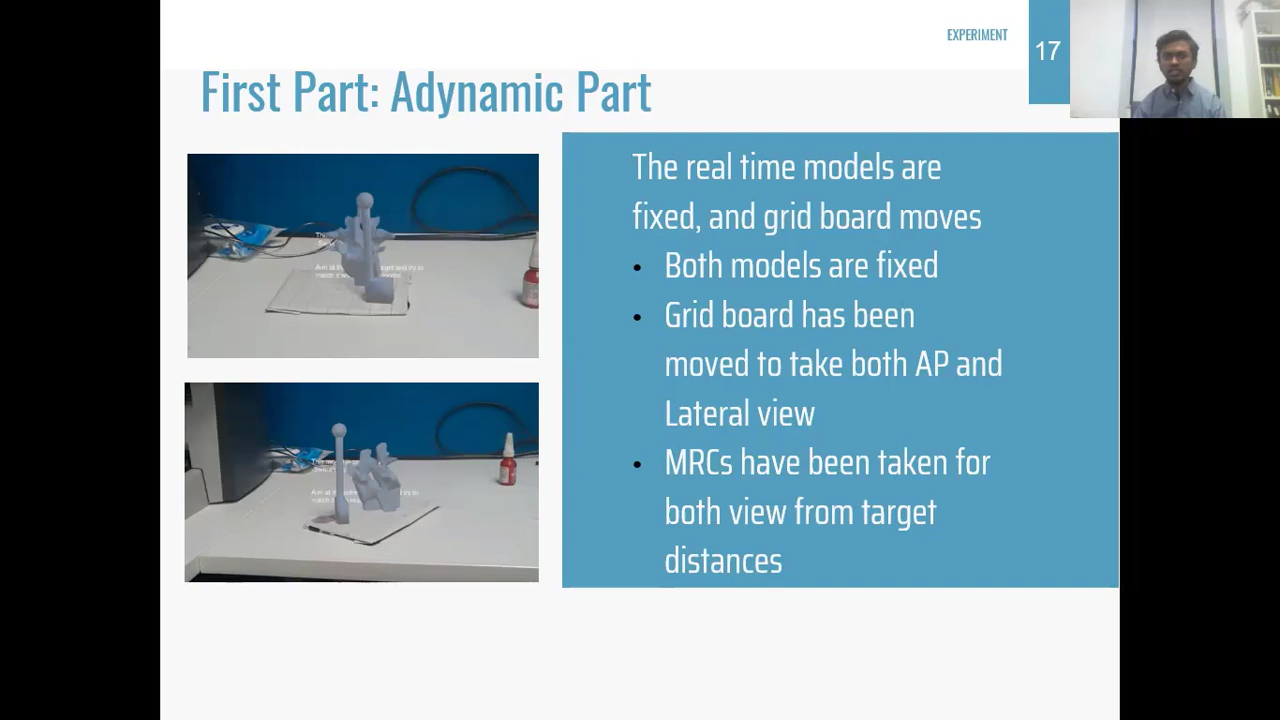 EXPERIMENT
17
First Part: Adynamic Part
The real time models are
fixed, and grid board moves
• Both models are fixed
• Grid board has been
moved to take both AP and
Lateral view
• MRCs have been taken for
both view from target
distances